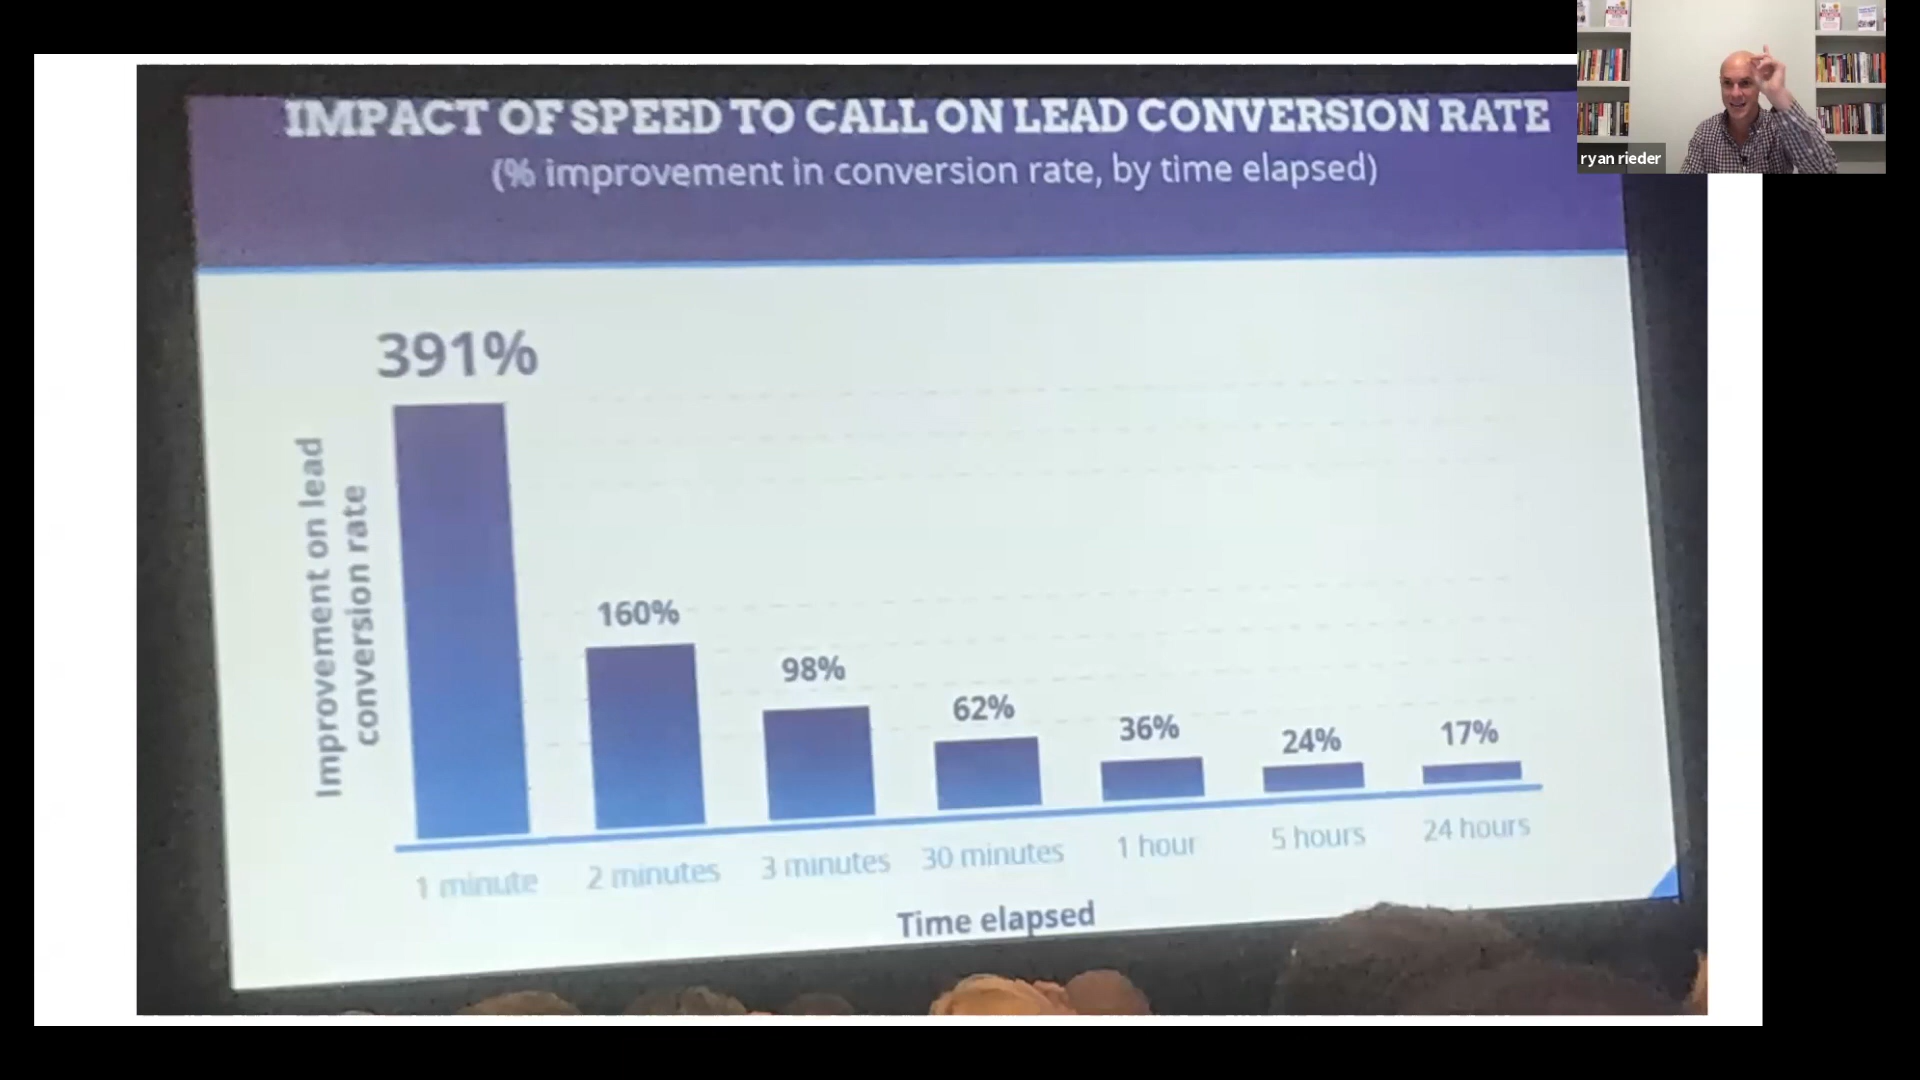 IMPACT OF SPEED TO CALL ON LEAD CONVERSION RATE
(% improvement in conversion rate, by time elapsed)
ryan rieder
391%
160%
98%
62%
36%
24%
17%
Improvement on lead
conversion rate
1 minute
2 minutes
3 minutes
30 minutes
1 hour
5 hours
24 hours
Time elapsed